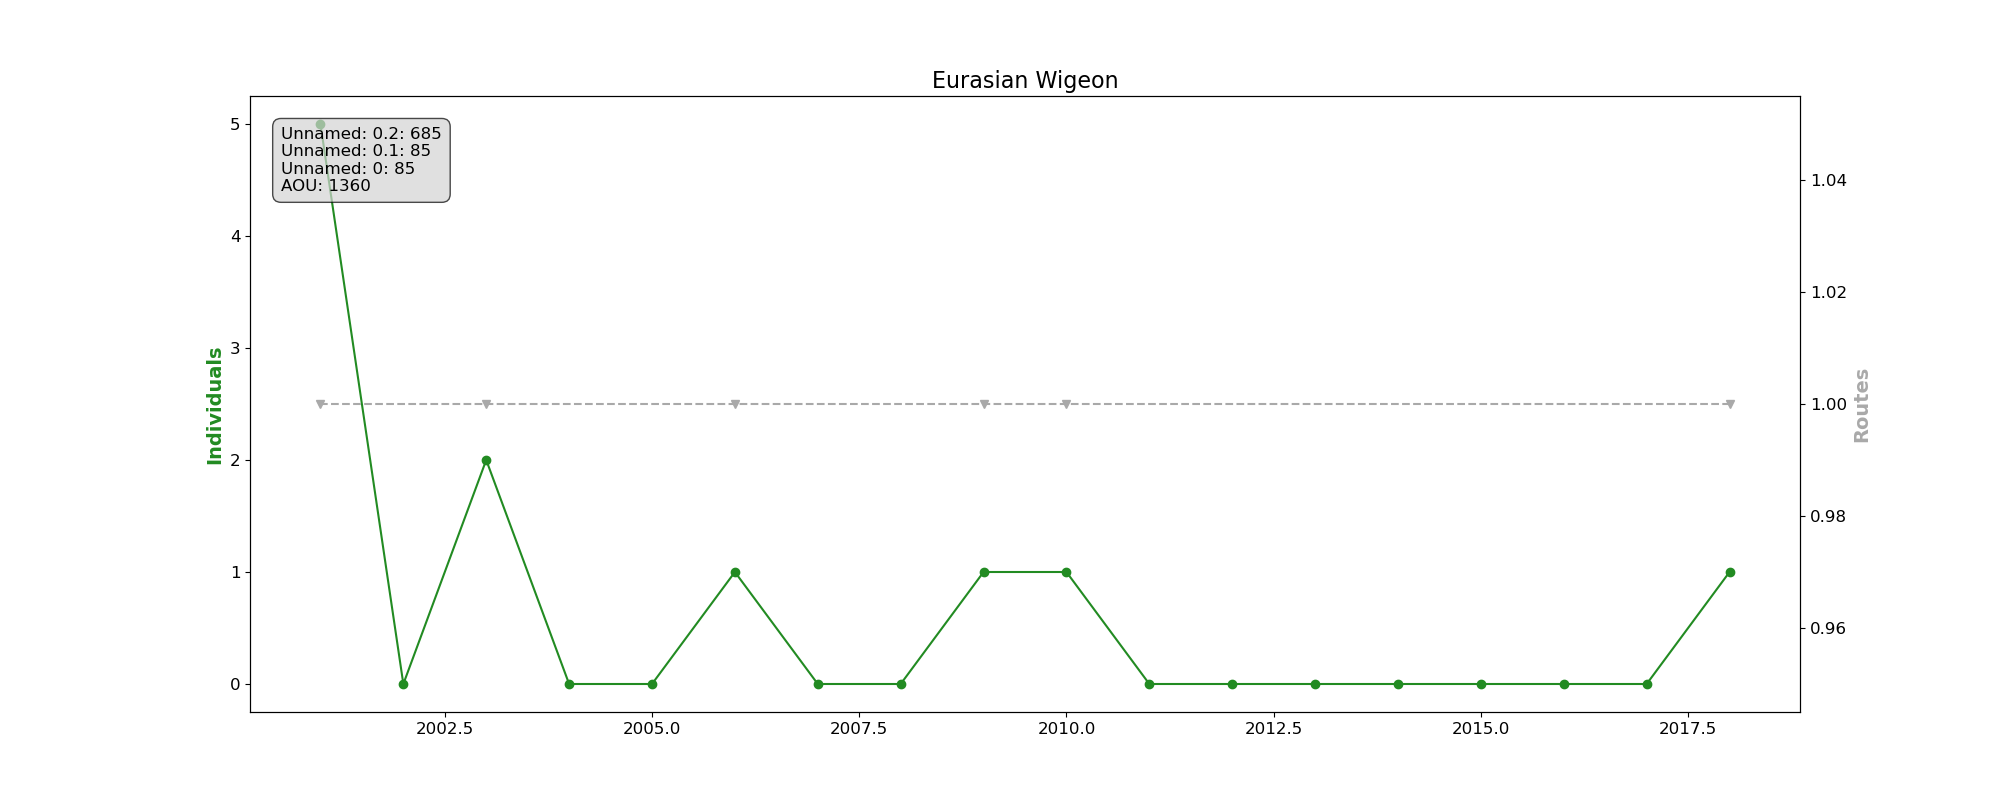 Eurasian Wigeon
Unnamed: 0.2: 685
Unnamed: 0.1: 85
Unnamed: 0: 85
AOU: 1360
5
4
3
2
1
0
Individuals
1.04
1.02
1.00
0.98
0.96
Routes
2002.5
2005.0
2007.5
2010.0
2012.5
2015.0
2017.5